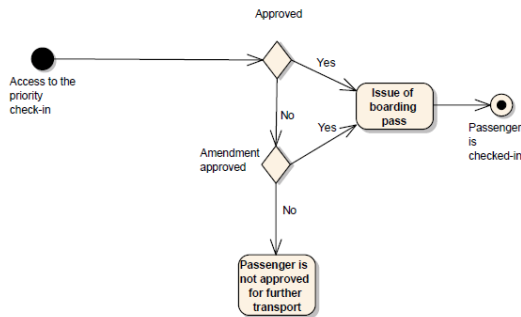 Approved
Yes
Access to the
priority
check-in
Issue of
boarding
pass
No
Yes
Passenger
is
checked-in
Amendment
approved
No
Passenger is
not approved
for further
transport